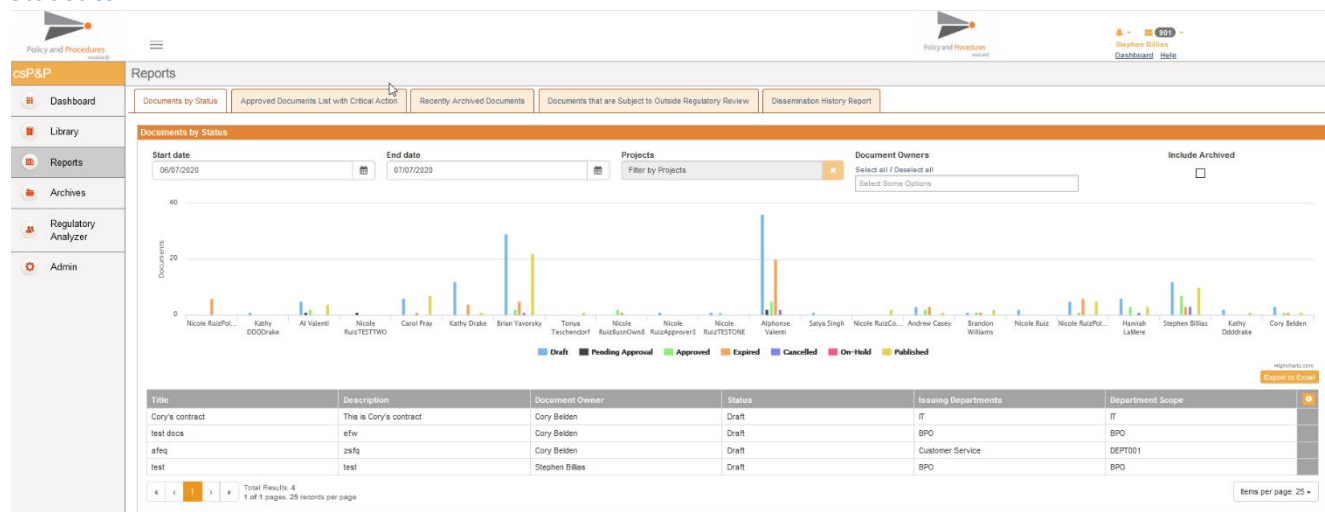 Policy and Procedures
module®
901
Stephen Billias
Dashboard Help
Policy and Procedures
csP&P
Reports
Dashboard
Library
Reports
Archives
Regulatory
Analyzer
Admin
Documents by Status
Approved Documents List with Critical Action
Recently Archived Documents
Documents that are Subject to Outside Regulatory Review
Dissemination History Report
Documents by Status
Start date
End date
Projects
Document Owners
Include Archived
06/07/2020
07/07/2020
Filter by Projects
Select all / Deselect all
Select Some Options
40
20
0
Documents
Nicole RuizPol...
Kathy
DDDDrake
Al Valenti
Nicole
RuizTESTTWO
Carol Pray
Kathy Drake
Brian Yavorsky
Tonya
Teschendorf
Nicole
RuizBusnOwn8
Nicole
RuizApprover3
Nicole
RuizTESTONE
Alphonse
Valenti
Satya Singh
Nicole RuizCo...
Andrew Casey
Brandon
Williams
Nicole Ruiz
Nicole RuizPol...
Hannah
LaMere
Stephen Billias
Kathy
Dddrake
Cory Belden
Draft Pending Approval Approved Expired Cancelled On-Hold Published
Highcharts.com
Export to Excel
Title Description Document Owner Status Issuing Departments Department Scope
Cory's contract This is Cory's contract Cory Belden Draft IT IT
test docs efw Cory Belden Draft BPO BPO
afeq zsfq Cory Belden Draft Customer Service DEPT001
test test Stephen Billias Draft BPO BPO
« ‹ 1 › »
Total Results: 4
1 of 1 pages, 25 records per page
Items per page: 25